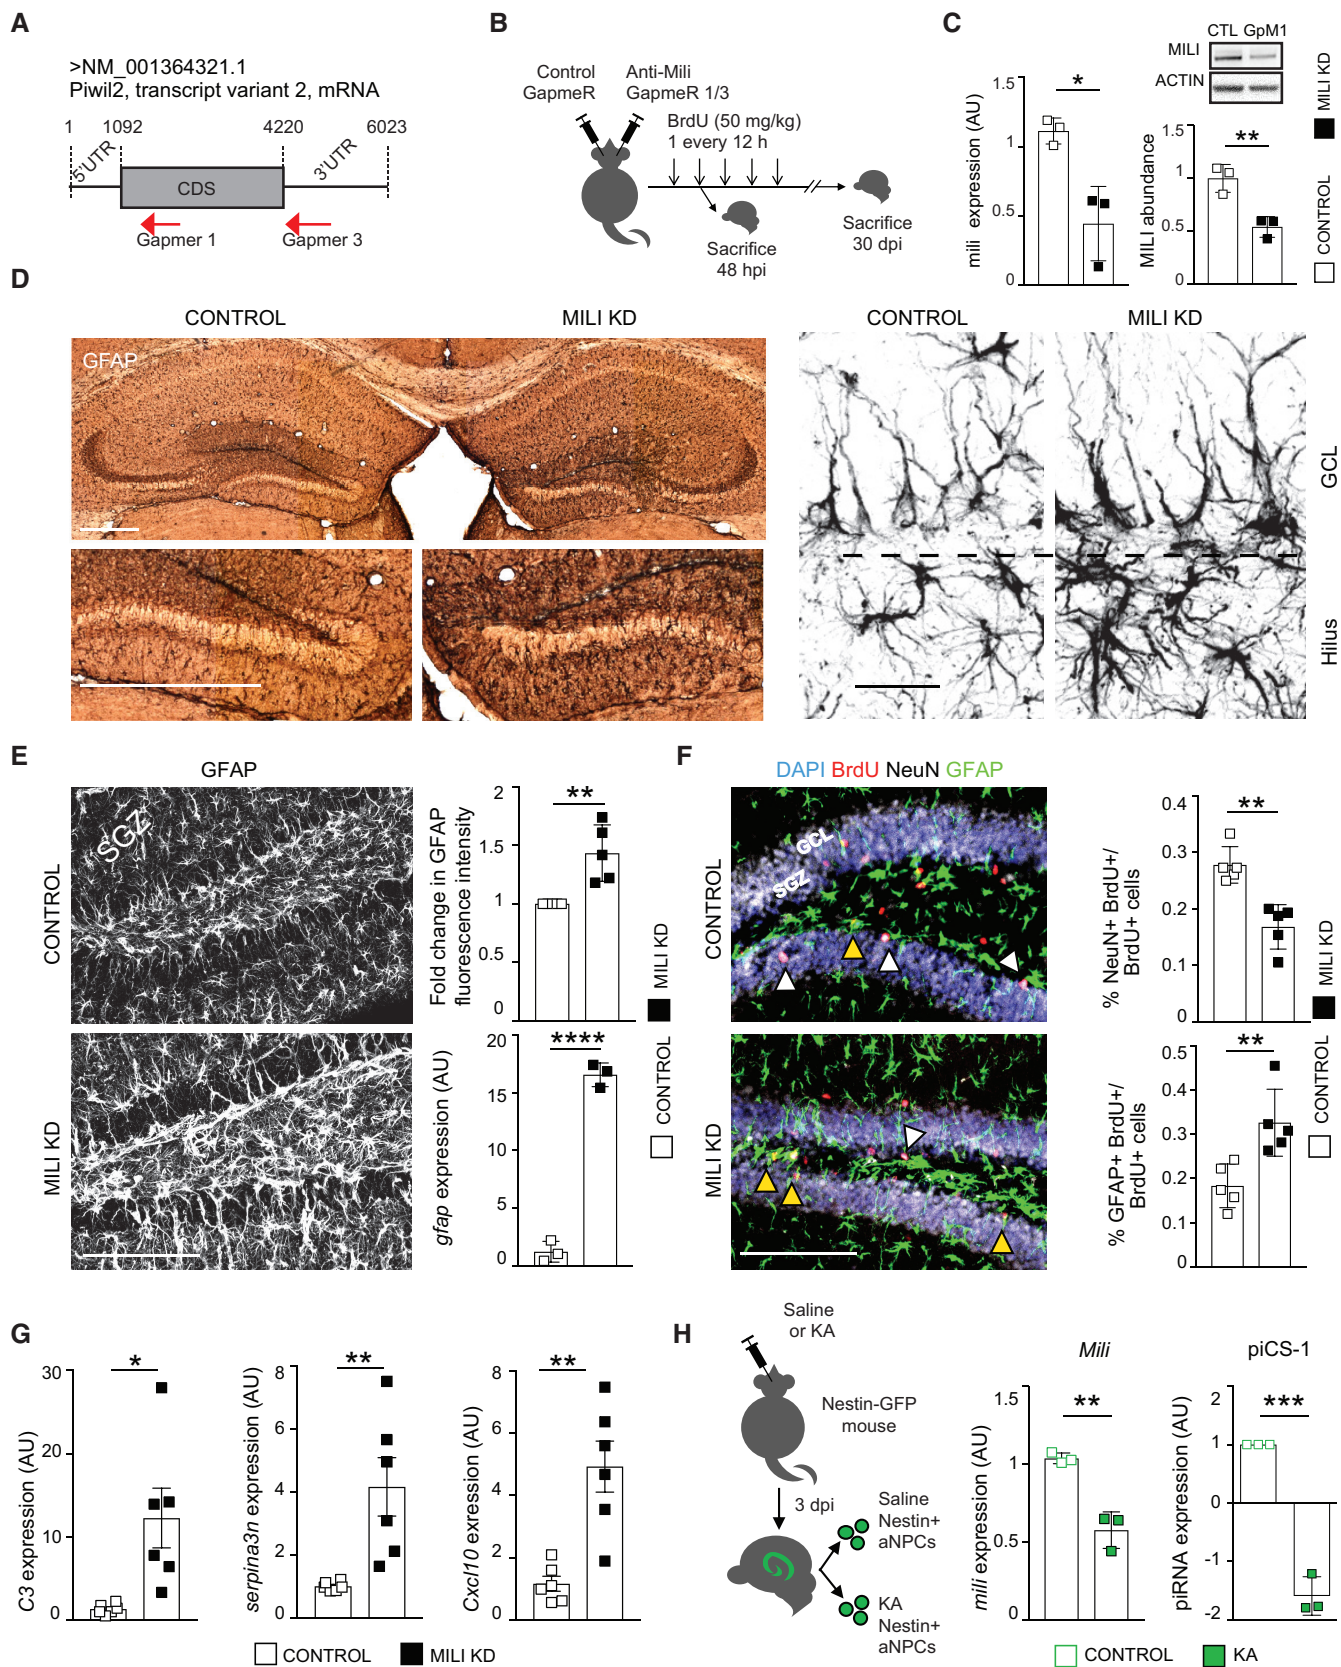 A
>NM_001364321.1
Piwil2, transcript variant 2, mRNA
1 1092 4220 6023
5'UTR
CDS
3'UTR
Gapmer 1
Gapmer 3
B
Control
GapmeR
Anti-Mili
GapmeR 1/3
BrdU (50 mg/kg)
1 every 12 h
Sacrifice
48 hpi
Sacrifice
30 dpi
C
mili expression (AU)
1.5
1
0.5
0
*
CTL GpM1
MILI
ACTIN
MILI abundance
1.5
1
0.5
0
**
MILI KD
CONTROL
D
CONTROL
MILI KD
GFAP
CONTROL
MILI KD
GCL
Hilus
E
GFAP
CONTROL
SGZ
MILI KD
Fold change in GFAP
fluorescence intensity
2
1.5
1
0.5
0
**
gfap expression (AU)
20
15
10
5
0
****
MILI KD
CONTROL
F
DAPI BrdU NeuN GFAP
CONTROL
GCL
SGZ
MILI KD
% NeuN+ BrdU+/
BrdU+ cells
0.4
0.3
0.2
0.1
0
**
% GFAP+ BrdU+/
BrdU+ cells
0.5
0.4
0.3
0.2
0.1
0
**
MILI KD
CONTROL
G
C3 expression (AU)
30
20
10
0
*
serpina3n expression (AU)
8
6
4
2
0
**
Cxcl10 expression (AU)
8
6
4
2
0
**
CONTROL
MILI KD
H
Saline
or KA
Nestin-GFP
mouse
3 dpi
Saline
Nestin+
aNPCs
KA
Nestin+
aNPCs
Mili
mili expression (AU)
1.5
1
0.5
0
**
piCS-1
piRNA expression (AU)
2
1
0
-1
-2
***
CONTROL
KA